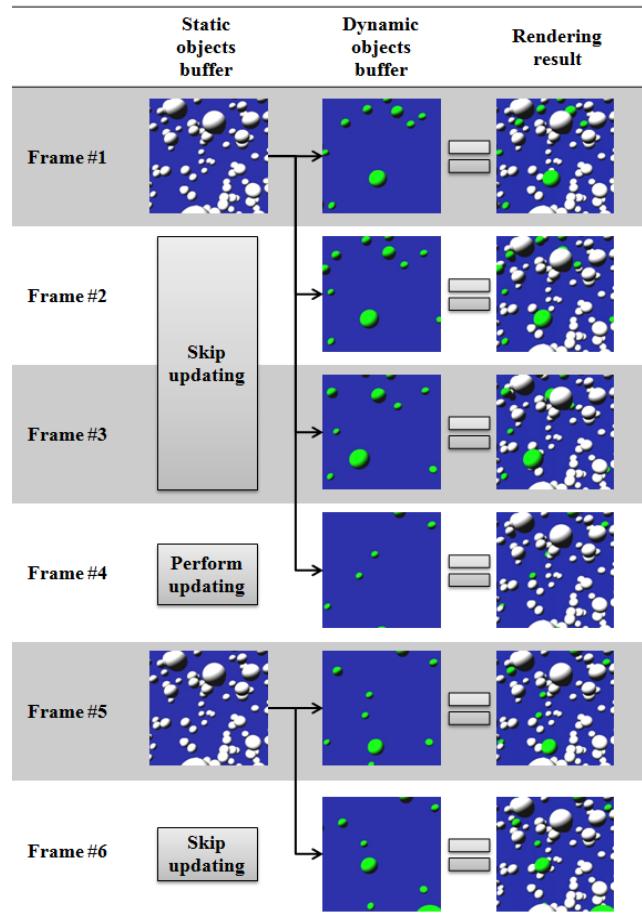 Static
objects
buffer
Dynamic
objects
buffer
Rendering
result
Frame #1
Frame #2
Skip
updating
Frame #3
Frame #4
Perform
updating
Frame #5
Frame #6
Skip
updating